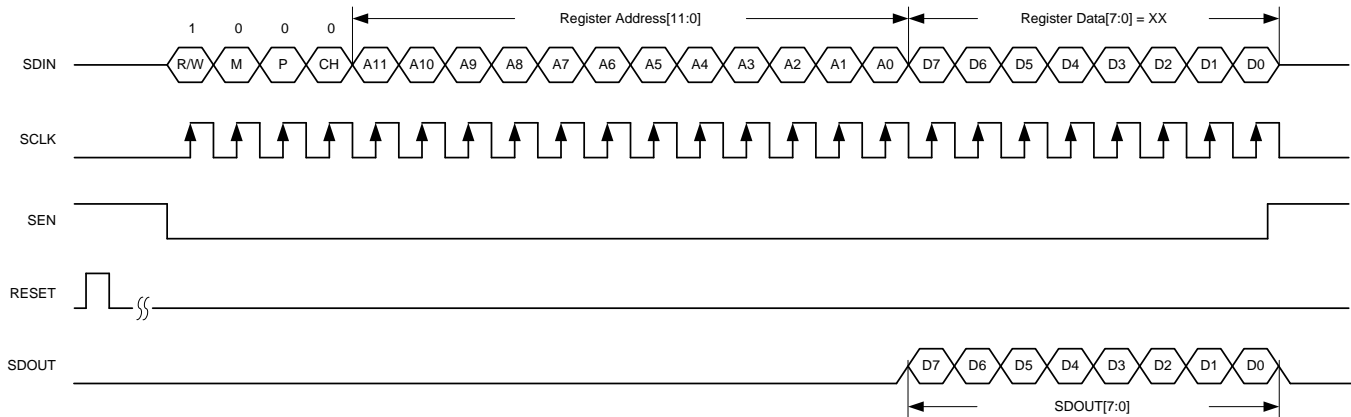 1 0 0 0 Register Address[11:0] Register Data[7:0] = XX
SDIN R/W M P CH A11 A10 A9 A8 A7 A6 A5 A4 A3 A2 A1 A0 D7 D6 D5 D4 D3 D2 D1 D0
SCLK
SEN
RESET
SDOUT D7 D6 D5 D4 D3 D2 D1 D0
SDOUT[7:0]